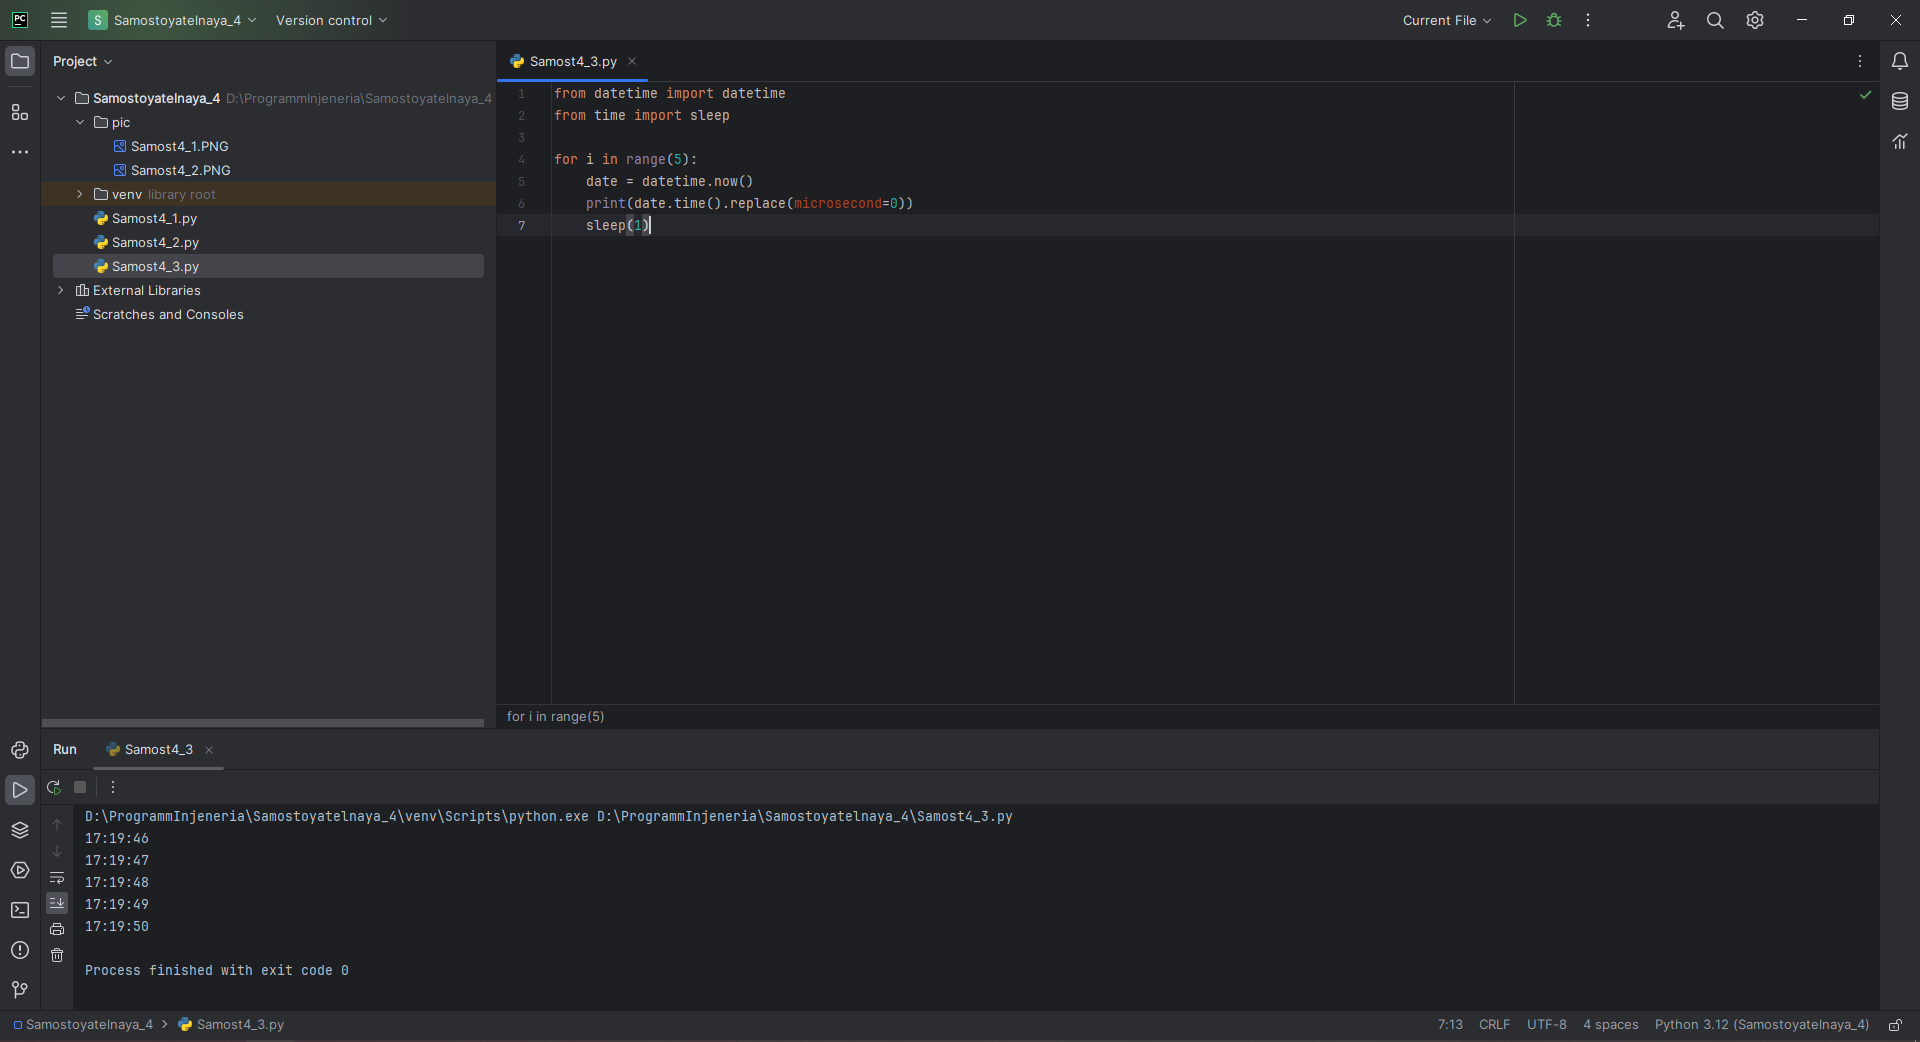 PC
S Samostoyatelnaya_4 Version control Current File
Project
Samostoyatelnaya_4 D:\ProgrammInjeneria\Samostoyatelnaya_4
pic
Samost4_1.PNG
Samost4_2.PNG
venv library root
Samost4_1.py
Samost4_2.py
Samost4_3.py
External Libraries
Scratches and Consoles
Samost4_3.py
1 from datetime import datetime
2 from time import sleep
3
4 for i in range(5):
5     date = datetime.now()
6     print(date.time().replace(microsecond=0))
7     sleep(1)
for i in range(5)
Run Samost4_3
D:\ProgrammInjeneria\Samostoyatelnaya_4\venv\Scripts\python.exe D:\ProgrammInjeneria\Samostoyatelnaya_4\Samost4_3.py
17:19:46
17:19:47
17:19:48
17:19:49
17:19:50
Process finished with exit code 0
Samostoyatelnaya_4 > Samost4_3.py 7:13 CRLF UTF-8 4 spaces Python 3.12 (Samostoyatelnaya_4)